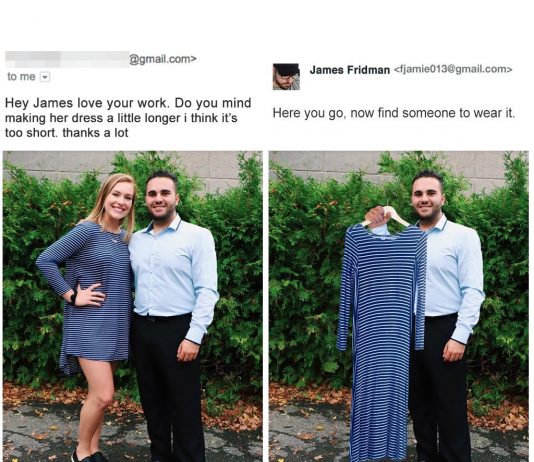 @gmail.com>
to me
Hey James love your work. Do you mind
making her dress a little longer i think it's
too short. thanks a lot
James Fridman <fjamie013@gmail.com>
Here you go, now find someone to wear it.